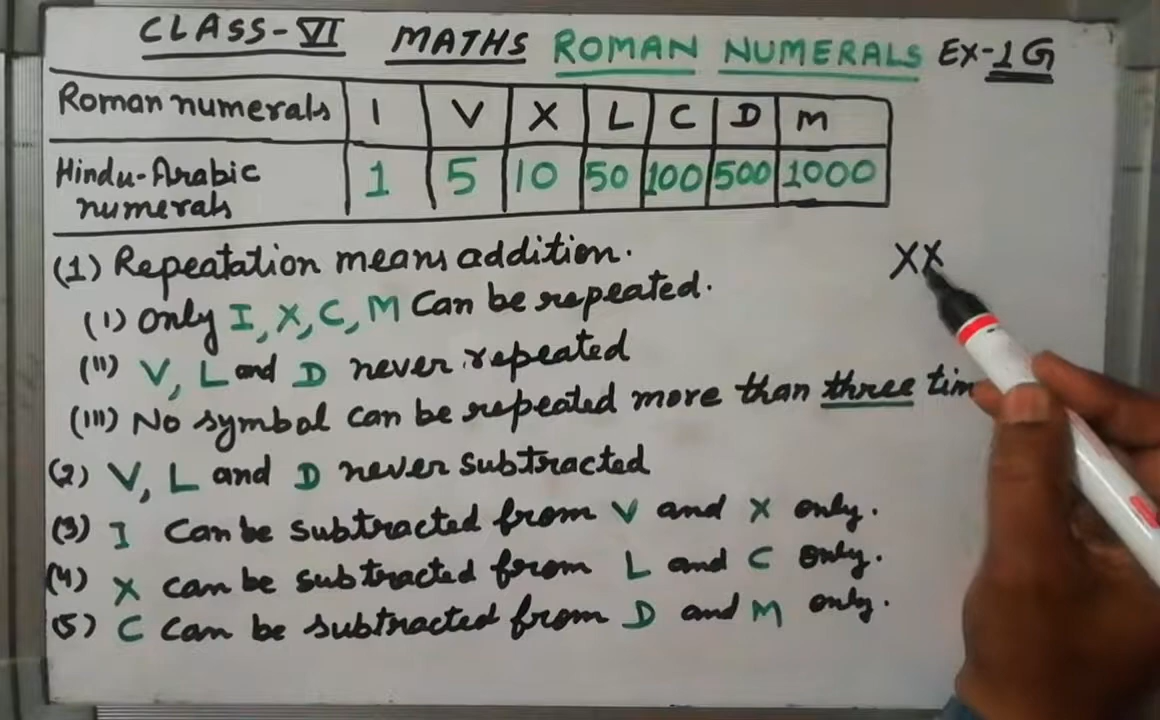 CLASS-VI MATHS ROMAN NUMERALS EX-1G
Roman numerals I V X L C D M
Hindu-Arabic numerals 1 5 10 50 100 500 1000
(1) Repeatation means addition.
XX
(i) Only I, X, C, M Can be repeated.
(ii) V, L and D never repeated
(iii) No symbol can be repeated more than three tim
(2) V, L and D never subtracted
(3) I Can be subtracted from V and X only.
(4) X can be subtracted from L and C only.
(5) C can be subtracted from D and M only.